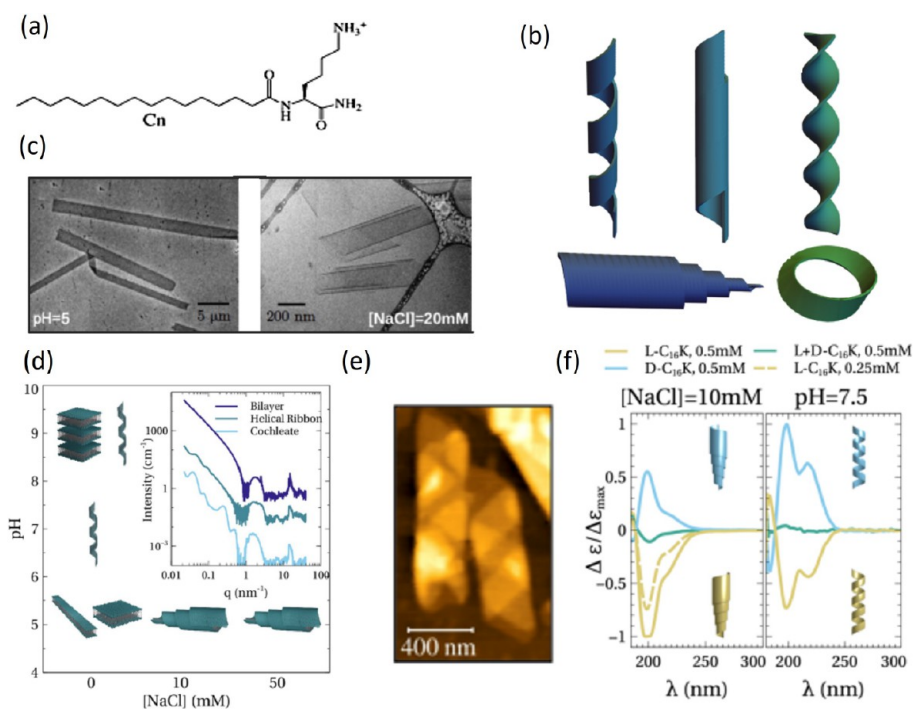 (a)
NH₃⁺
O
N
H
NH₂
O
Cn
(b)
(c)
pH=5
5 μm
200 nm
[NaCl]=20mM
(d)
10
9
8
7
6
5
4
pH
0
10
50
[NaCl] (mM)
Bilayer
Helical Ribbon
Cochleate
Intensity (cm⁻¹)
1000
1
10⁻³
0.01
0.1
1
10
100
q (nm⁻¹)
(e)
400 nm
(f)
L-C₁₆K, 0.5mM
L+D-C₁₆K, 0.5mM
D-C₁₆K, 0.5mM
L-C₁₆K, 0.25mM
[NaCl]=10mM
pH=7.5
1
0.5
0
-0.5
-1
Δ ε/Δε_max
200
250
300
200
250
300
λ (nm)
λ (nm)